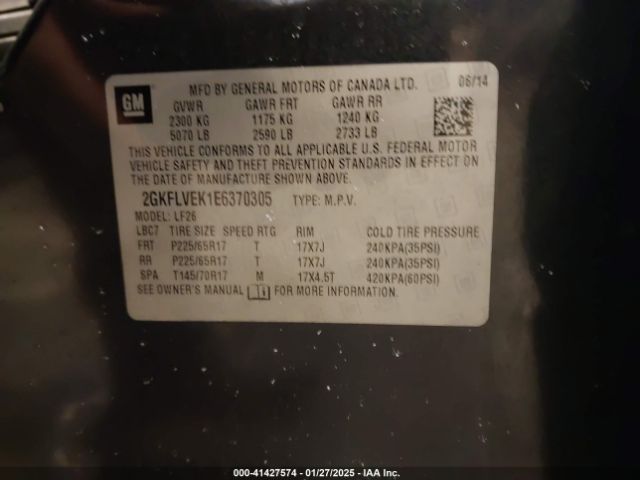 GM
MFD BY GENERAL MOTORS OF CANADA LTD. 06/14
GVWR GAWR FRT GAWR RR
2300 KG 1175 KG 1240 KG
5070 LB 2590 LB 2733 LB
THIS VEHICLE CONFORMS TO ALL APPLICABLE U.S. FEDERAL MOTOR
VEHICLE SAFETY AND THEFT PREVENTION STANDARDS IN EFFECT ON
THE DATE OF MANUFACTURE SHOWN ABOVE.
2GKFLVEK1E6370305 TYPE: M.P.V.
MODEL: LF26
LBC7 TIRE SIZE SPEED RTG RIM COLD TIRE PRESSURE
FRT P225/65R17 T 17X7J 240KPA(35PSI)
RR P225/65R17 T 17X7J 240KPA(35PSI)
SPA T145/70R17 M 17X4.5T 420KPA(60PSI)
SEE OWNER'S MANUAL FOR MORE INFORMATION.
000-41427574 | 01/27/2025 - IAA Inc.